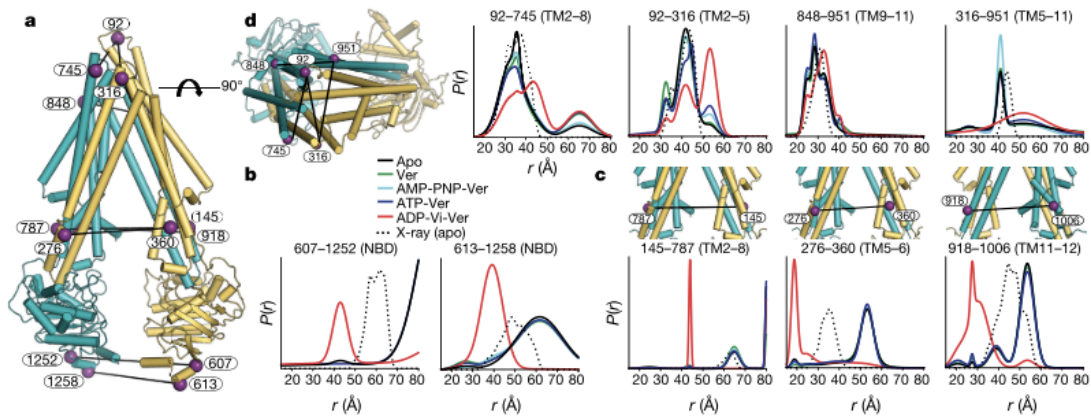 a
92
745
316
848
787
276
145
360
918
1252
1258
607
613
90°
d
848
92
951
745
316
92–745 (TM2–8)
92–316 (TM2–5)
848–951 (TM9–11)
316–951 (TM5–11)
P(r)
20 30 40 50 60 70 80
20 30 40 50 60 70 80
20 30 40 50 60 70 80
20 30 40 50 60 70 80
r (Å)
r (Å)
r (Å)
r (Å)
Apo
Ver
AMP-PNP-Ver
ATP-Ver
ADP-Vi-Ver
X-ray (apo)
b
607–1252 (NBD)
613–1258 (NBD)
P(r)
20 30 40 50 60 70 80
20 30 40 50 60 70 80
r (Å)
r (Å)
c
787
145
276
360
918
1006
145–787 (TM2–8)
276–360 (TM5–6)
918–1006 (TM11–12)
P(r)
20 30 40 50 60 70 80
20 30 40 50 60 70 80
20 30 40 50 60 70 80
r (Å)
r (Å)
r (Å)